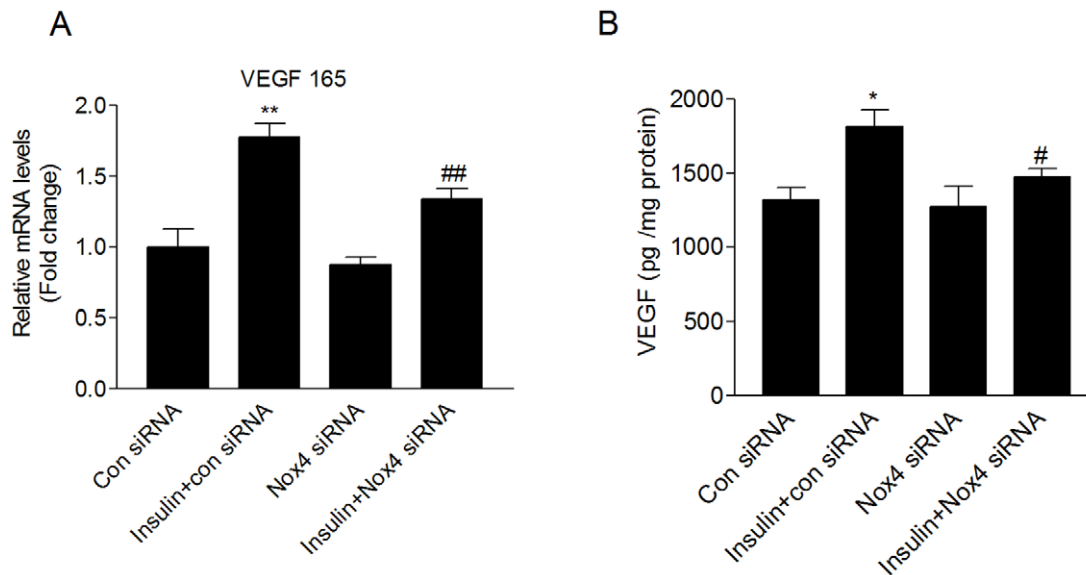 A
VEGF 165
Relative mRNA levels
(Fold change)
2.0
1.5
1.0
0.5
0.0
**
##
Con siRNA
Insulin+con siRNA
Nox4 siRNA
Insulin+Nox4 siRNA
B
VEGF (pg /mg protein)
2000
1500
1000
500
0
*
#
Con siRNA
Insulin+con siRNA
Nox4 siRNA
Insulin+Nox4 siRNA